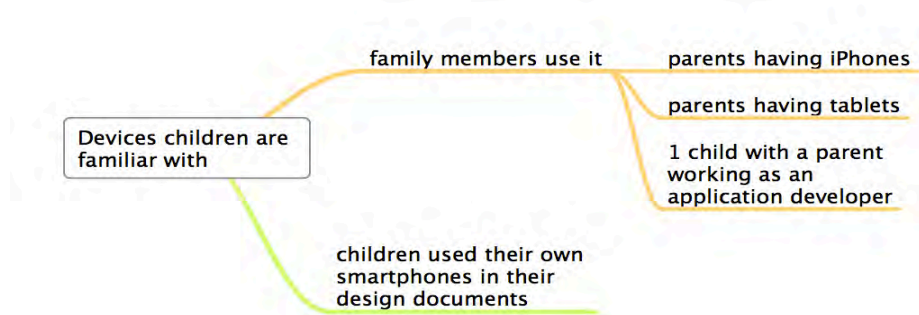 family members use it
parents having iPhones
parents having tablets
Devices children are
familiar with
1 child with a parent
working as an
application developer
children used their own
smartphones in their
design documents